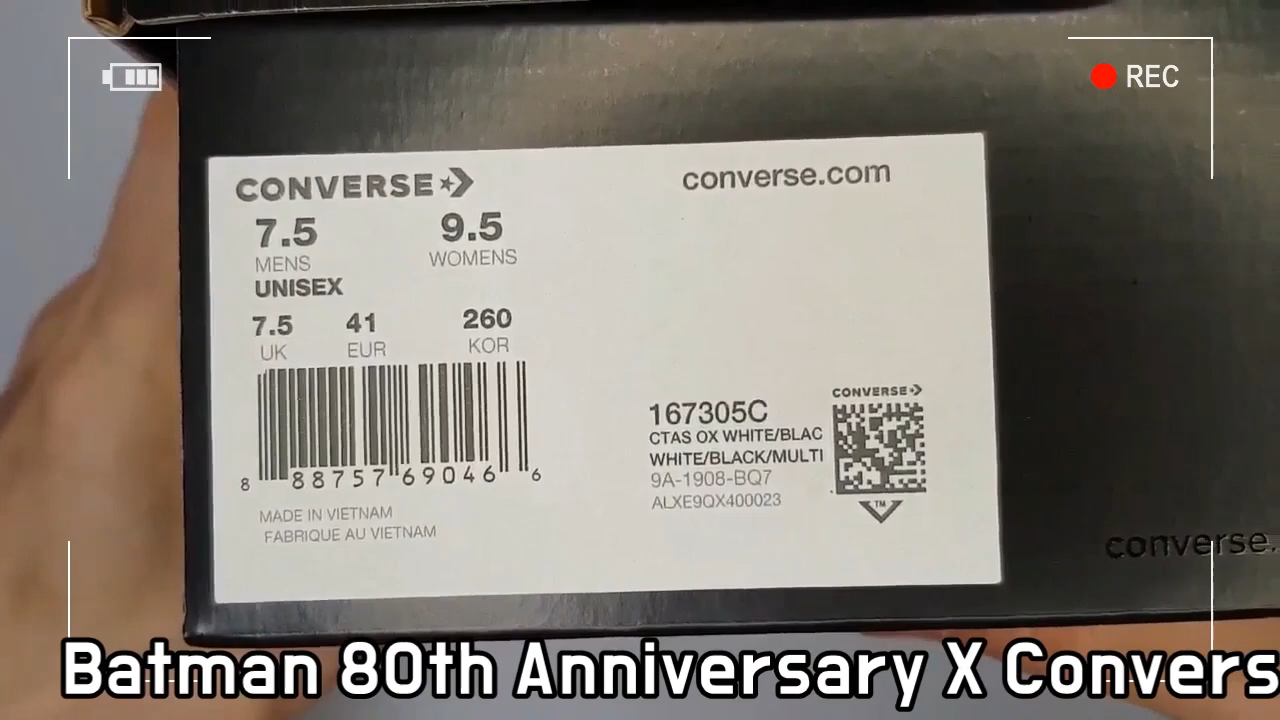 REC
CONVERSE
converse.com
7.5 9.5
MENS WOMENS
UNISEX
7.5 41 260
UK EUR KOR
8 88757 69046 6
MADE IN VIETNAM
FABRIQUE AU VIETNAM
CONVERSE
167305C
CTAS OX WHITE/BLAC
WHITE/BLACK/MULTI
9A-1908-BQ7
ALXE9QX400023
TM
converse.
Batman 80th Anniversary X Convers